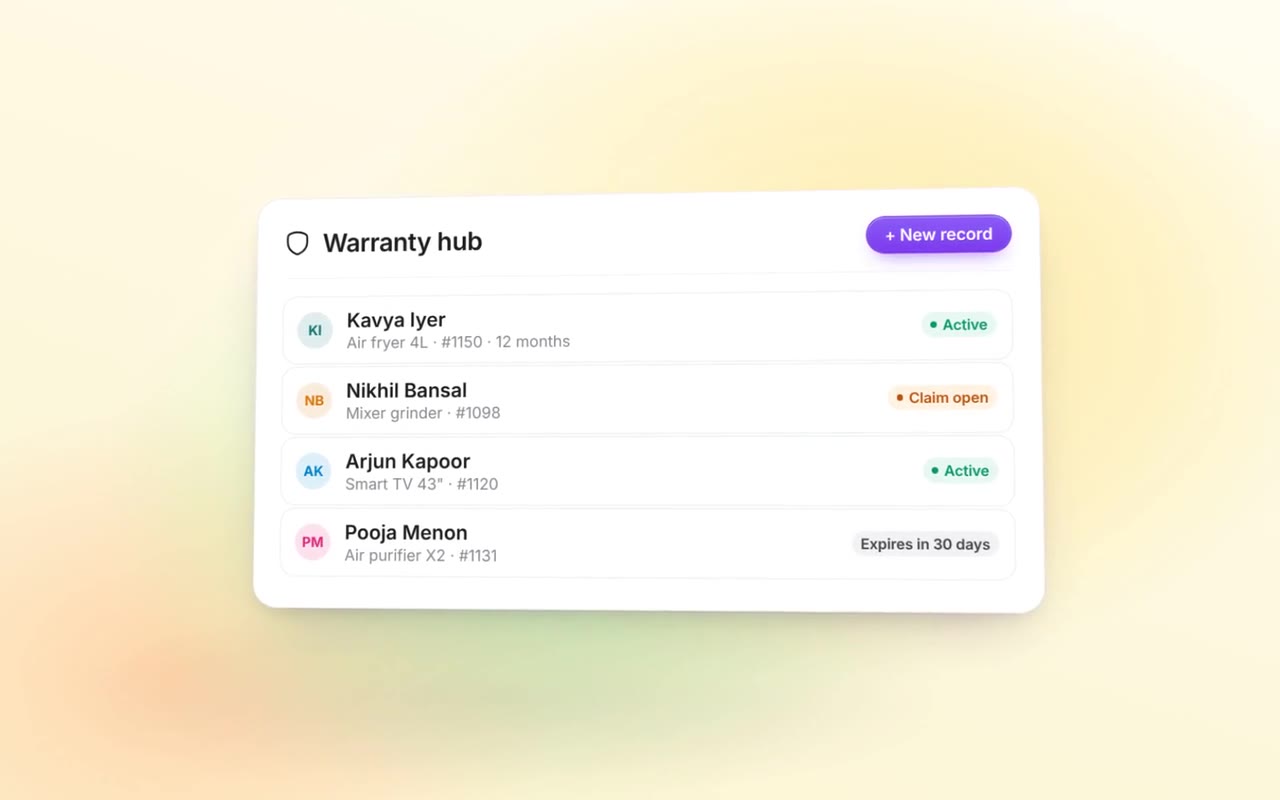 Warranty hub
+ New record
KI
Kavya Iyer
Air fryer 4L · #1150 · 12 months
Active
NB
Nikhil Bansal
Mixer grinder · #1098
Claim open
AK
Arjun Kapoor
Smart TV 43" · #1120
Active
PM
Pooja Menon
Air purifier X2 · #1131
Expires in 30 days